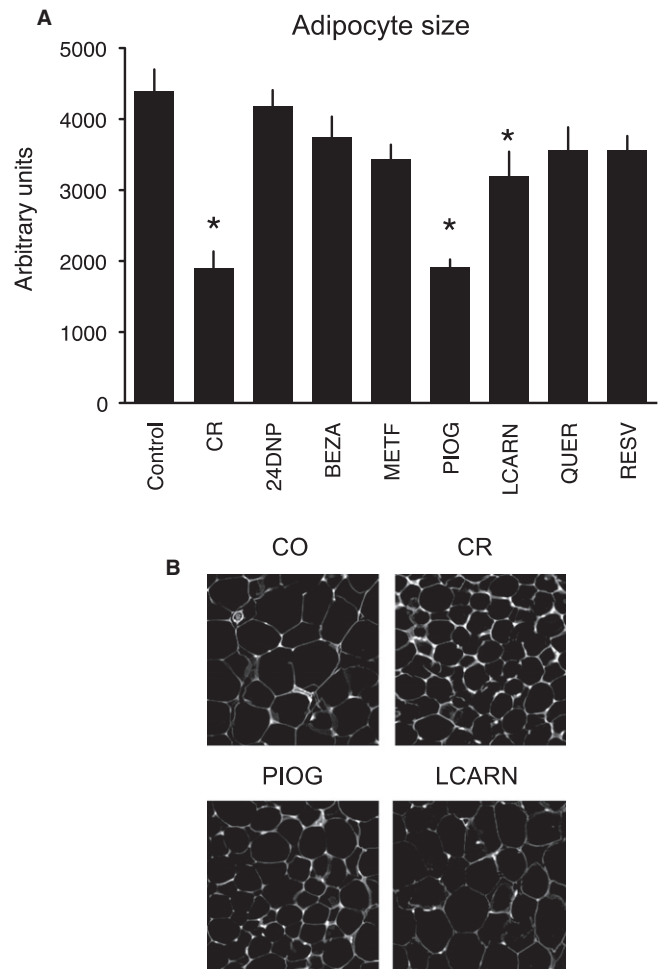 A
Adipocyte size
Arbitrary units
5000
4000
3000
2000
1000
0
*
*
*
Control
CR
24DNP
BEZA
METF
PIOG
LCARN
QUER
RESV
B
CO
CR
PIOG
LCARN